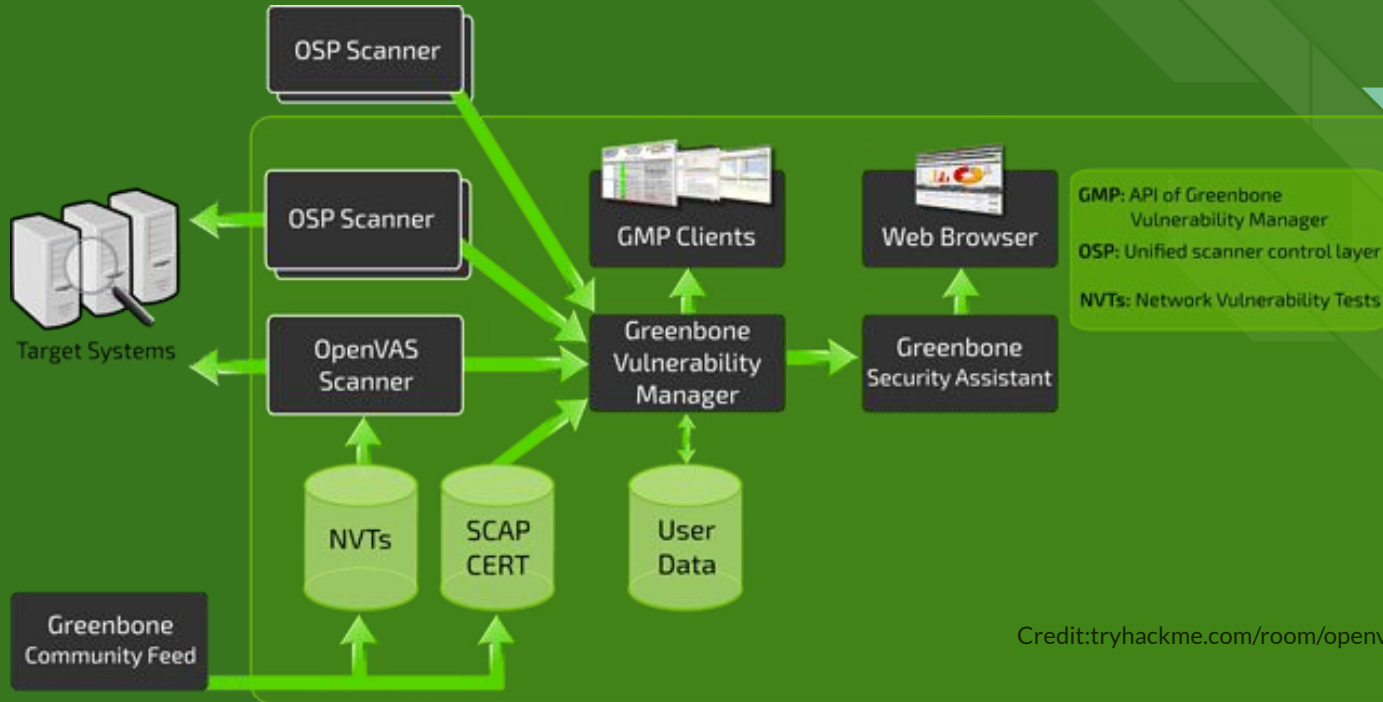 OSP Scanner
OSP Scanner
GMP Clients
Web Browser
GMP: API of Greenbone
Vulnerability Manager
OSP: Unified scanner control layer
NVTs: Network Vulnerability Tests
Target Systems
OpenVAS
Scanner
Greenbone
Vulnerability
Manager
Greenbone
Security Assistant
NVTs
SCAP
CERT
User
Data
Greenbone
Community Feed
Credit:tryhackme.com/room/openv